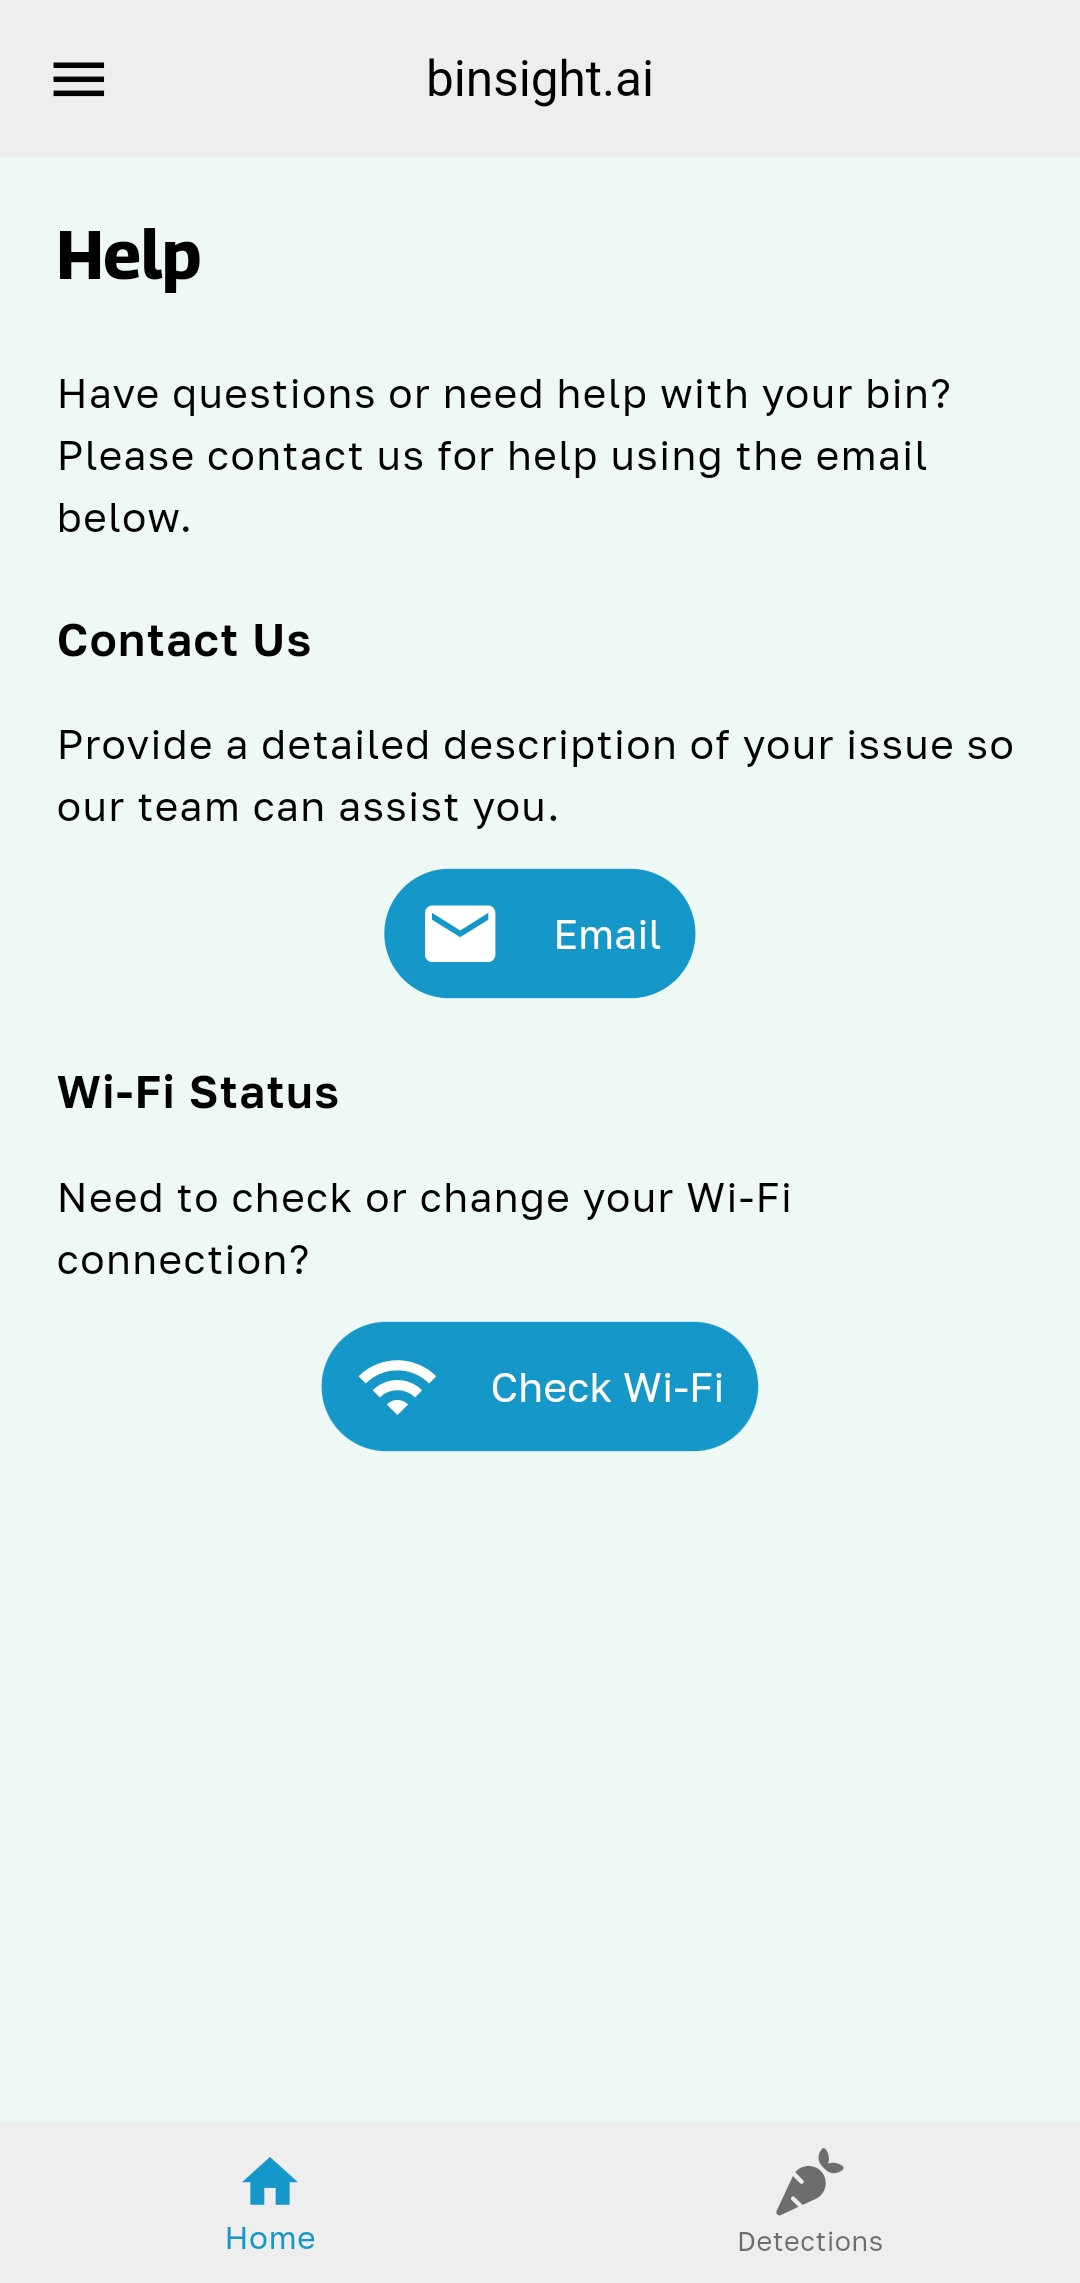 binsight.ai
Help
Have questions or need help with your bin?
Please contact us for help using the email
below.
Contact Us
Provide a detailed description of your issue so
our team can assist you.
Email
Wi-Fi Status
Need to check or change your Wi-Fi
connection?
Check Wi-Fi
Home
Detections